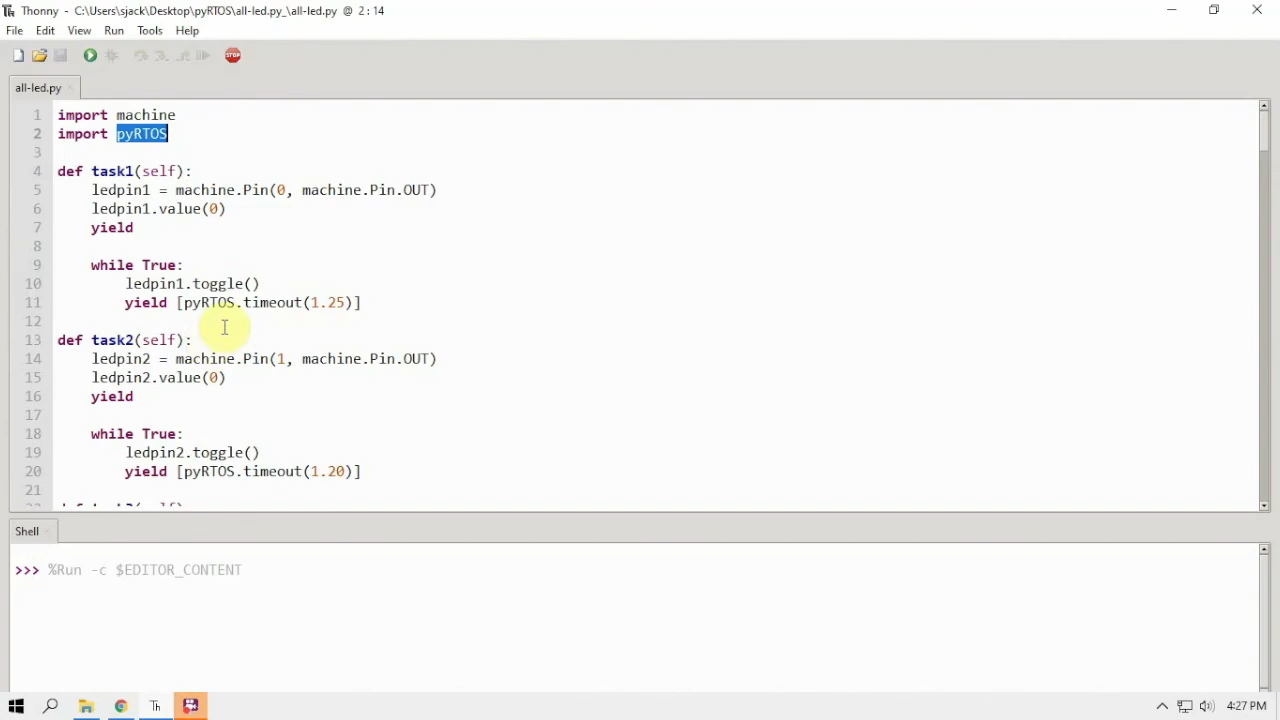 Thonny - C:\Users\sjack\Desktop\pyRTOS\all-led.py_\all-led.py @ 2:14
File Edit View Run Tools Help
STOP
all-led.py
1 import machine
2 import pyRTOS
3
4 def task1(self):
5 ledpin1 = machine.Pin(0, machine.Pin.OUT)
6 ledpin1.value(0)
7 yield
8
9 while True:
10 ledpin1.toggle()
11 yield [pyRTOS.timeout(1.25)]
12
13 def task2(self):
14 ledpin2 = machine.Pin(1, machine.Pin.OUT)
15 ledpin2.value(0)
16 yield
17
18 while True:
19 ledpin2.toggle()
20 yield [pyRTOS.timeout(1.20)]
21
Shell
>>> %Run -c $EDITOR_CONTENT
Th 4:27 PM